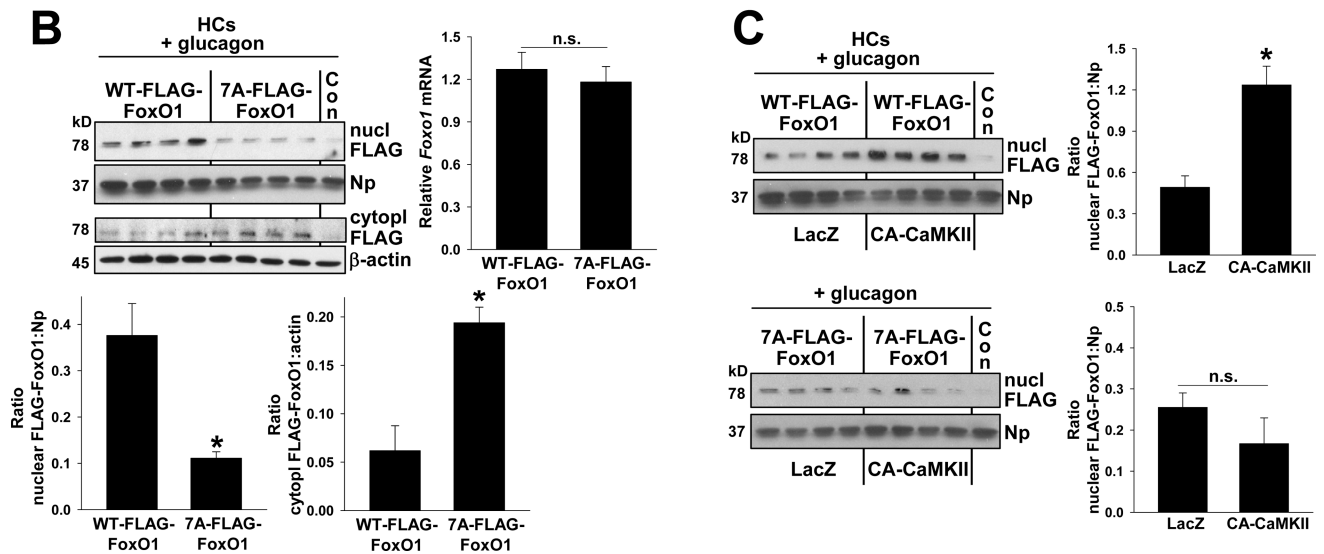 B
HCs
+ glucagon
WT-FLAG-
FoxO1
7A-FLAG-
FoxO1
C
o
n
kD
78
nucl
FLAG
37
Np
78
cytopl
FLAG
45
β-actin
Relative Foxo1 mRNA
1.5
1.2
0.9
0.6
0.3
0.0
n.s.
WT-FLAG-
FoxO1
7A-FLAG-
FoxO1
Ratio
nuclear FLAG-FoxO1:Np
0.4
0.3
0.2
0.1
0.0
*
WT-FLAG-
FoxO1
7A-FLAG-
FoxO1
Ratio
cytopl FLAG-FoxO1:actin
0.20
0.15
0.10
0.05
0.00
*
WT-FLAG-
FoxO1
7A-FLAG-
FoxO1
C
HCs
+ glucagon
WT-FLAG-
FoxO1
WT-FLAG-
FoxO1
C
o
n
kD
78
nucl
FLAG
37
Np
LacZ
CA-CaMKII
Ratio
nuclear FLAG-FoxO1:Np
1.5
1.2
0.9
0.6
0.3
0.0
*
LacZ
CA-CaMKII
+ glucagon
7A-FLAG-
FoxO1
7A-FLAG-
FoxO1
C
o
n
kD
78
nucl
FLAG
37
Np
LacZ
CA-CaMKII
Ratio
nuclear FLAG-FoxO1:Np
0.5
0.4
0.3
0.2
0.1
0.0
n.s.
LacZ
CA-CaMKII